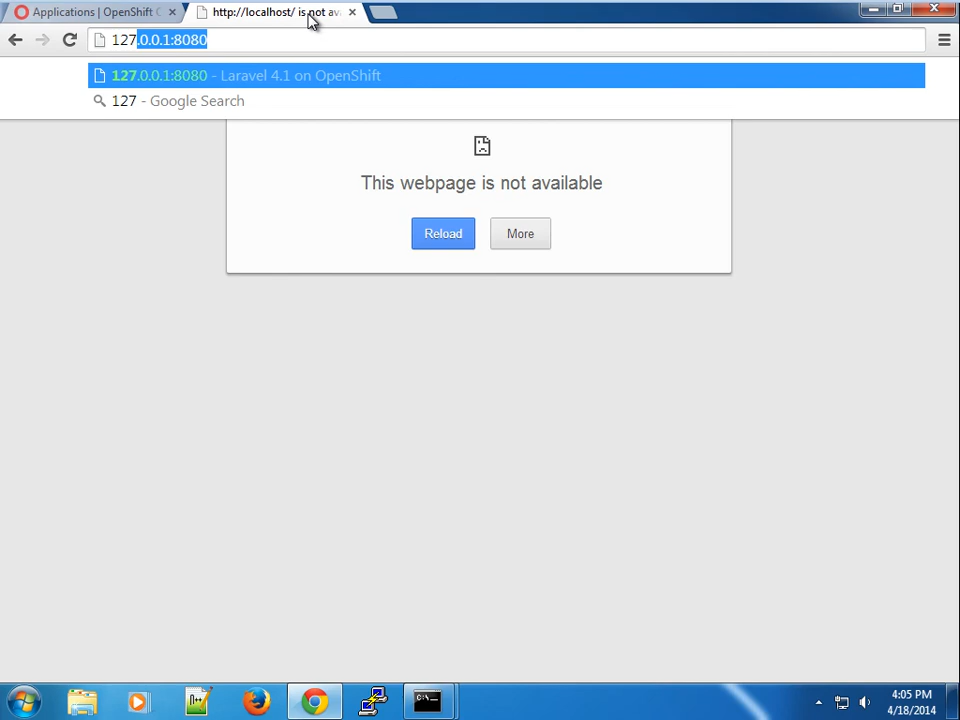 Applications | OpenShift
http://localhost/ is not av
127.0.0.1:8080
127.0.0.1:8080 - Laravel 4.1 on OpenShift
127 - Google Search
This webpage is not available
Reload
More
C:\
4:05 PM
4/18/2014